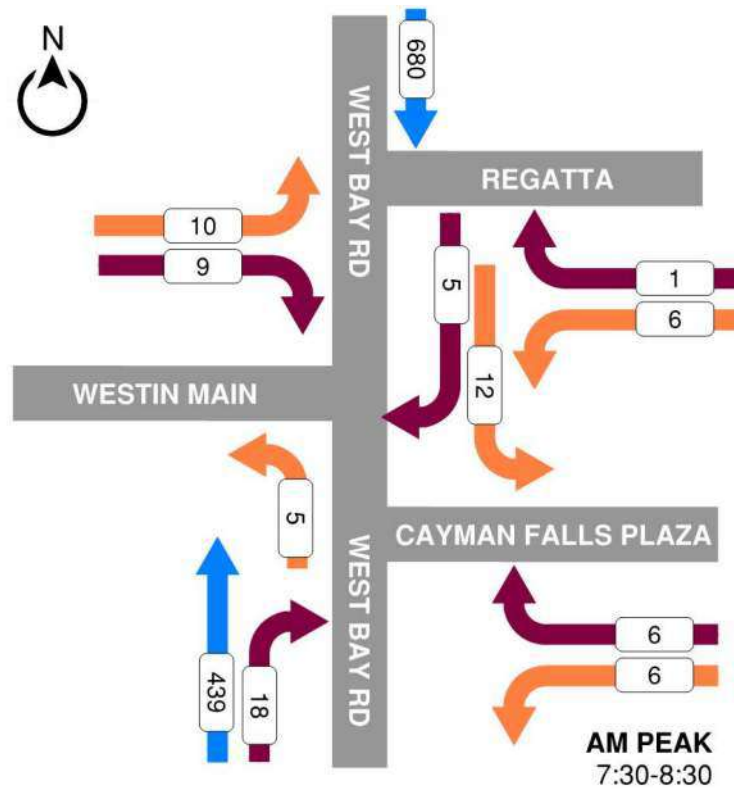 N
680
WEST BAY RD
REGATTA
10
9
5
1
6
12
WESTIN MAIN
5
CAYMAN FALLS PLAZA
WEST BAY RD
439
18
6
6
AM PEAK
7:30-8:30